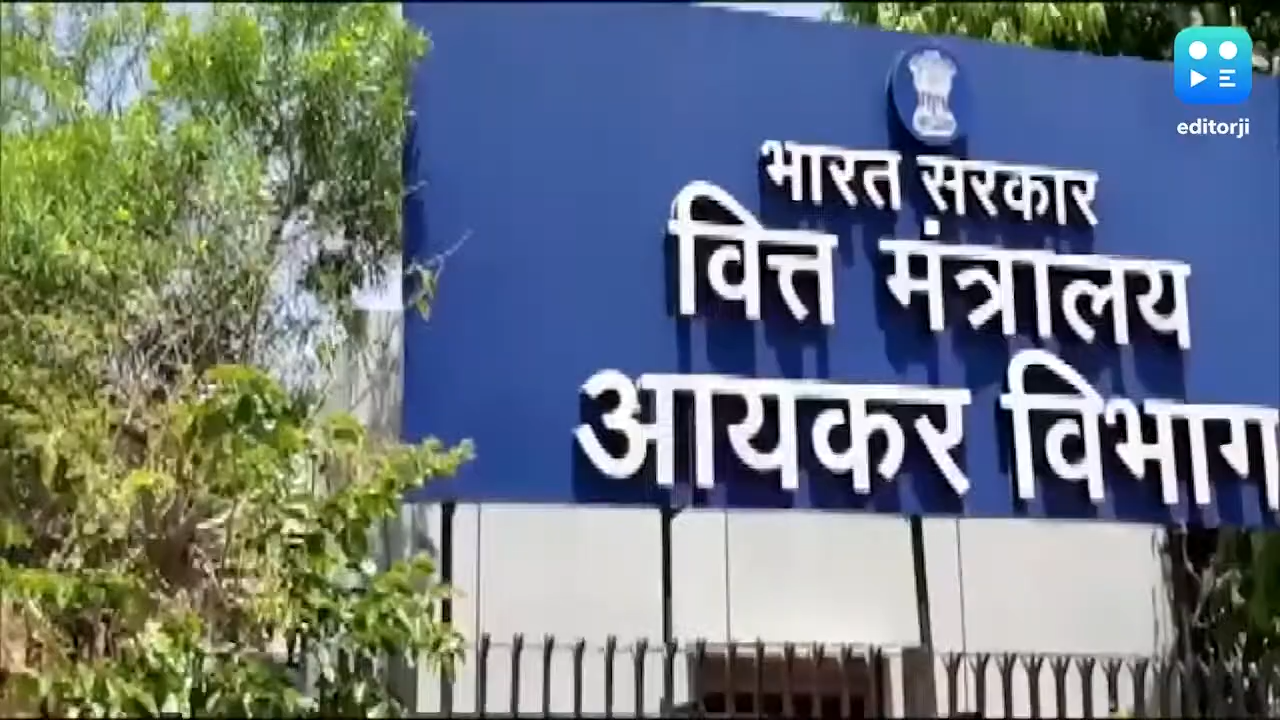 editorji
भारत सरकार
वित्त मंत्रालय
आयकर विभाग